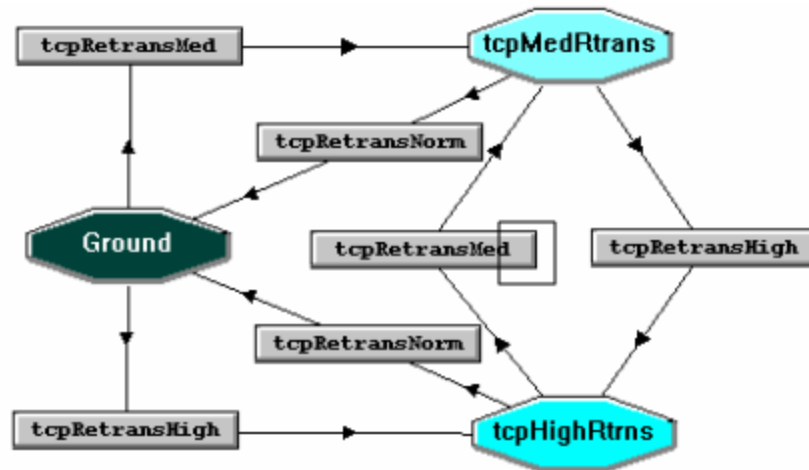 tcpRetransMed
tcpMedRtrans
tcpRetransNorm
Ground
tcpRetransMed
tcpRetransHigh
tcpRetransNorm
tcpRetransHigh
tcpHighRtrns